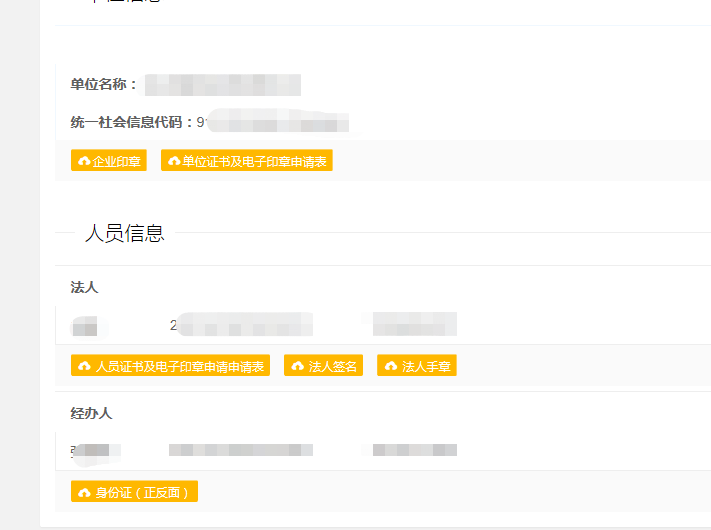 单位名称：
统一社会信息代码：9
企业印章 单位证书及电子印章申请表
人员信息
法人
2
人员证书及电子印章申请申请表 法人签名 法人手章
经办人
身份证（正反面）